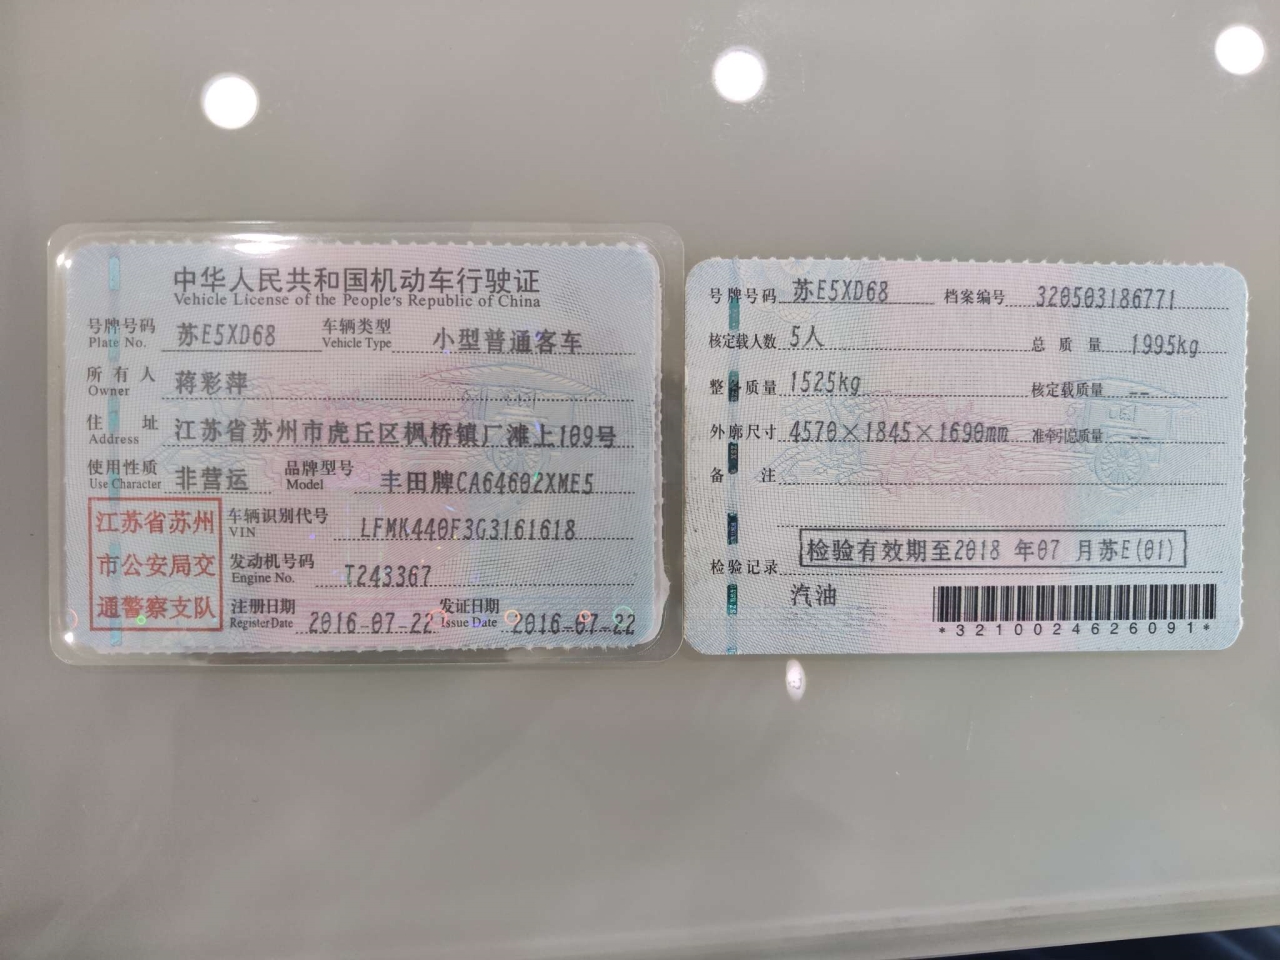 中华人民共和国机动车行驶证
Vehicle License of the People's Republic of China
号牌号码 苏E5XD68 车辆类型 小型普通客车
Plate No. Vehicle Type
所有人 蒋彩萍
Owner
住址 江苏省苏州市虎丘区枫桥镇厂滩上109号
Address
使用性质 非营运 品牌型号 丰田牌CA64602XME5
Use Character Model
江苏省苏州
市公安局交
通警察支队
车辆识别代号 LFMK440F3G3161618
VIN
发动机号码 T243367
Engine No.
注册日期 2016-07-22 发证日期 2016-07-22
Register Date Issue Date
号牌号码 苏E5XD68 档案编号 320503186771
核定载人数 5人 总质量 1995kg
整备质量 1525kg 核定载质量 --
外廓尺寸 4570×1845×1690mm 准牵引总质量 --
备注
检验记录 检验有效期至2018 年07 月苏E(01)
汽油
*3210024626091*